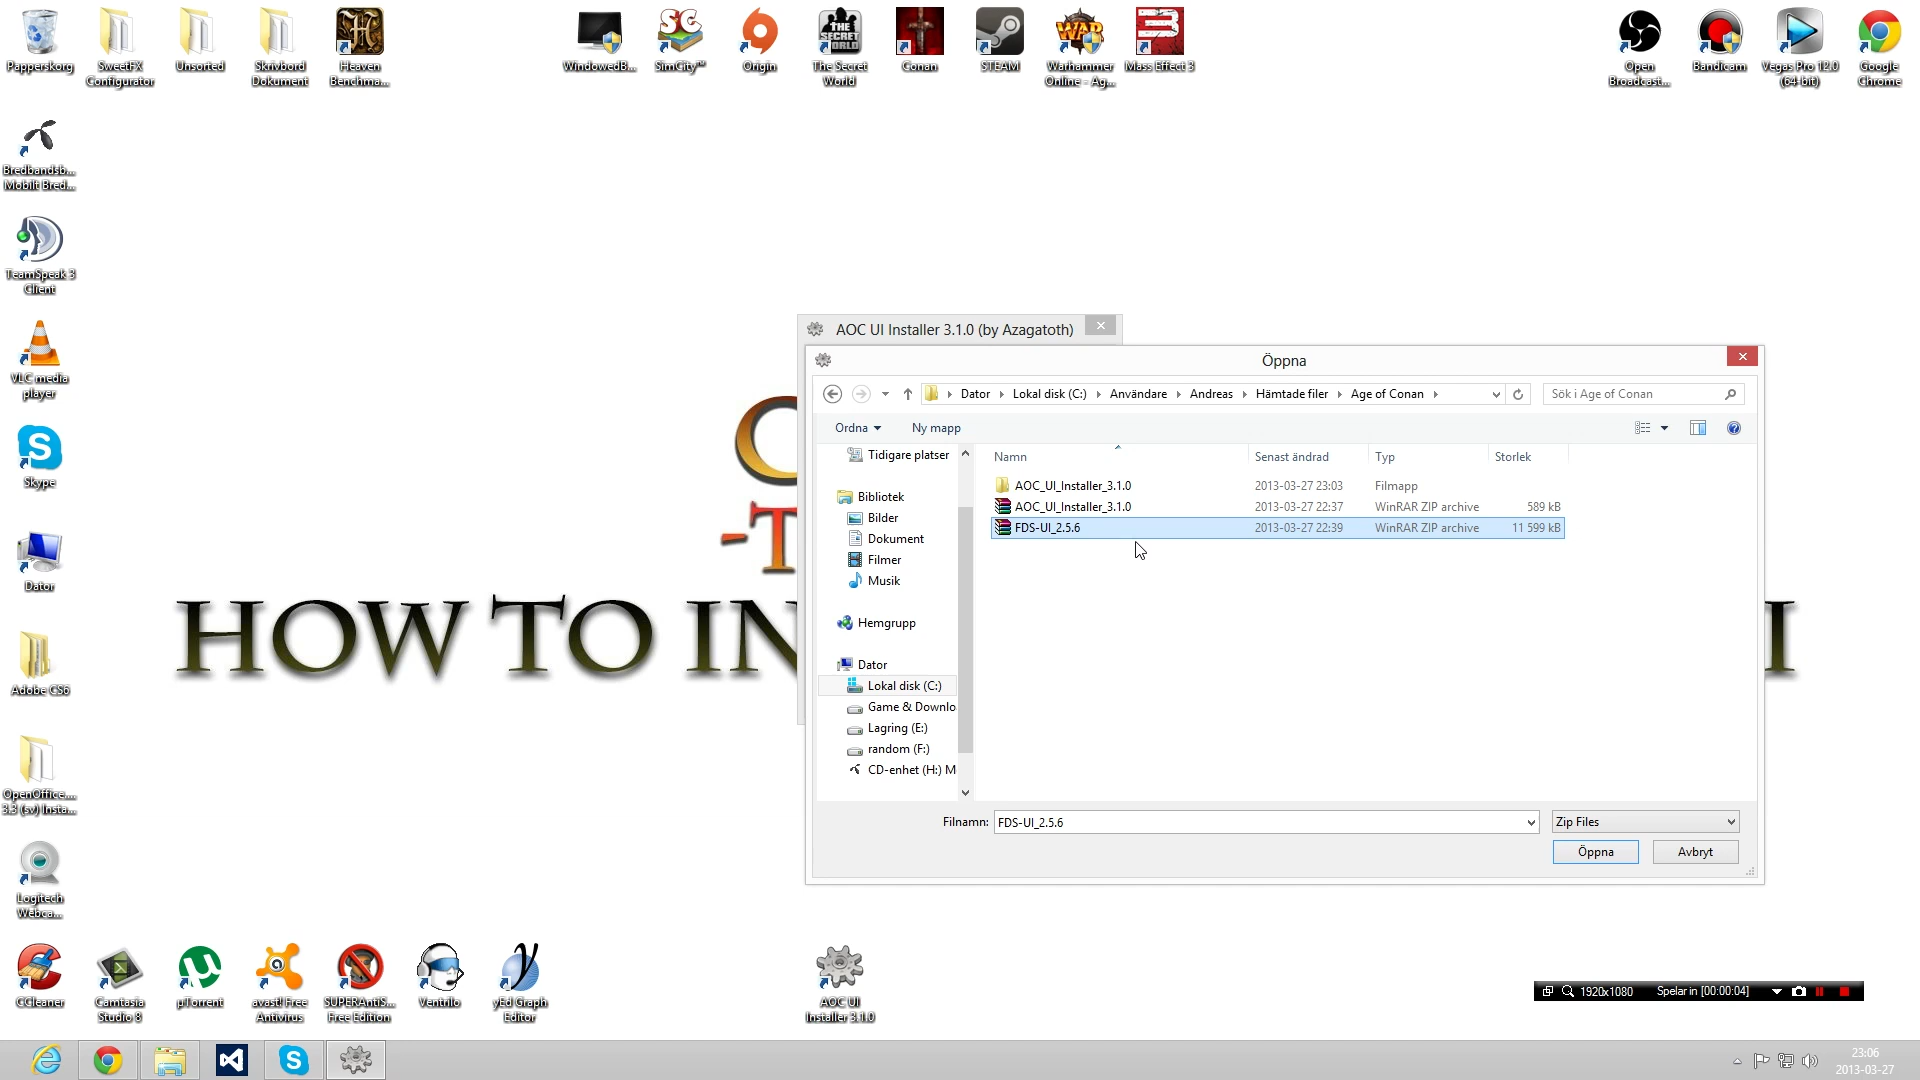 Papperskorg
SweetFX
Configurator
Unsorted
Skrivbord
Dokument
Heaven
Benchma...
WindowedB...
SimCity™
Origin
The Secret
World
Conan
STEAM
Warhammer
Online - Ag...
Mass Effect 3
Open
Broadcast...
Bandicam
Vegas Pro 12.0
(64-bit)
Google
Chrome
Bredbandsb...
Mobilt Bred...
TeamSpeak 3
Client
VLC media
player
Skype
Dator
Adobe CS6
OpenOffice....
3.3 (sv) Insta...
Logitech
Webca...
HOW TO IN
I
AOC UI Installer 3.1.0 (by Azagatoth)
Öppna
Dator
Lokal disk (C:)
Användare
Andreas
Hämtade filer
Age of Conan
Sök i Age of Conan
Ordna
Ny mapp
Tidigare platser
Bibliotek
Bilder
Dokument
Filmer
Musik
Hemgrupp
Dator
Lokal disk (C:)
Game & Downlo
Lagring (E:)
random (F:)
CD-enhet (H:) M
Namn Senast ändrad Typ Storlek
AOC_UI_Installer_3.1.0 2013-03-27 23:03 Filmapp
AOC_UI_Installer_3.1.0 2013-03-27 22:37 WinRAR ZIP archive 589 kB
FDS-UI_2.5.6 2013-03-27 22:39 WinRAR ZIP archive 11 599 kB
Filnamn: FDS-UI_2.5.6
Zip Files
Öppna
Avbryt
CCleaner
Camtasia
Studio 8
µTorrent
avast! Free
Antivirus
SUPERAntiS...
Free Edition
Ventrilo
yEd Graph
Editor
AOC UI
Installer 3.1.0
1920x1080 Spelar in [00:00:04]
23:06
2013-03-27